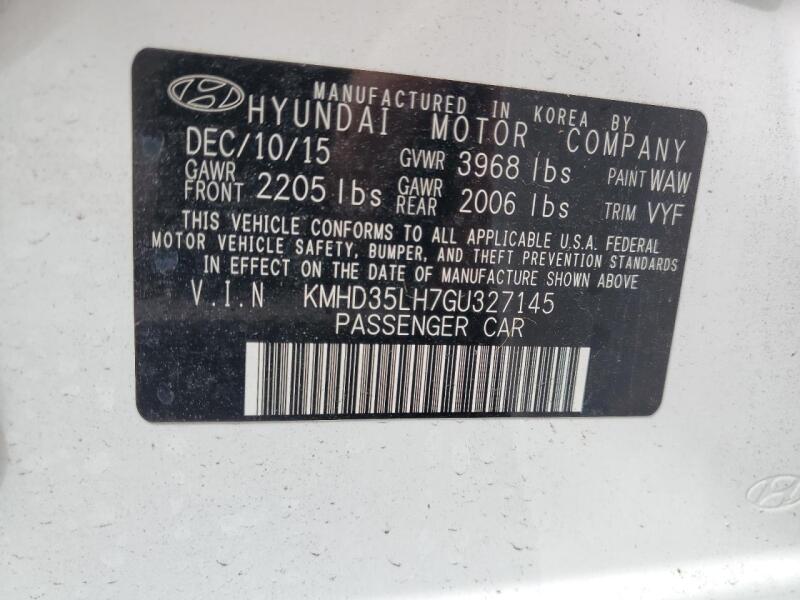 MANUFACTURED IN KOREA BY
HYUNDAI MOTOR COMPANY
DEC/10/15 GVWR 3968 lbs PAINT WAW
GAWR FRONT 2205 lbs GAWR REAR 2006 lbs TRIM VYF
THIS VEHICLE CONFORMS TO ALL APPLICABLE U.S.A. FEDERAL
MOTOR VEHICLE SAFETY, BUMPER, AND THEFT PREVENTION STANDARDS
IN EFFECT ON THE DATE OF MANUFACTURE SHOWN ABOVE
V.I.N KMHD35LH7GU327145
PASSENGER CAR